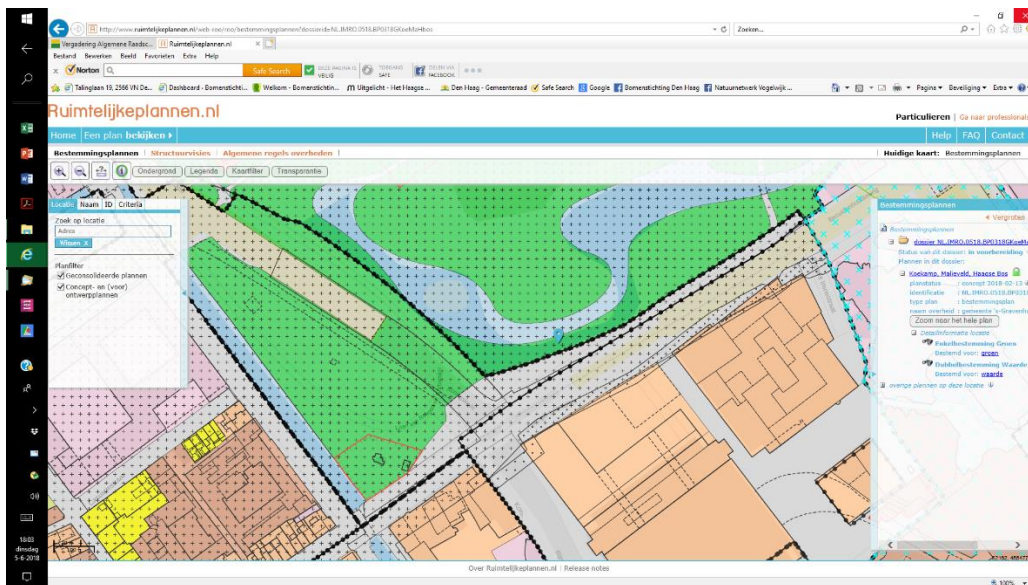 http://www.ruimtelijkeplannen.nl/web-roo/roo/bestemmingsplannen?dossierid=NL.IMRO.0518.BP0318GKoeMaHbos
Zoeken...
Vergadering Algemene Raadsc...
Ruimtelijkeplannen.nl
Bestand Bewerken Beeld Favorieten Extra Help
Norton
Safe Search
DEZE PAGINA IS VEILIG
TOEGANG SAFE
DELEN VIA FACEBOOK
Talinglaan 19, 2566 VN De...
Dashboard - Bomensticht...
Welkom - Bomenstichtin...
Uitgelicht - Het Haagse ...
Den Haag - Gemeenteraad
Safe Search
Google
Bomenstichting Den Haag
Natuurnetwerk Vogelwijk ...
Pagina
Beveiliging
Extra
Ruimtelijkeplannen.nl
Particulieren | Ga naar professionals
Home Een plan bekijken
Help FAQ Contact
Bestemmingsplannen | Structuurvisies | Algemene regels overheden |
Huidige kaart: Bestemmingsplannen
Ondergrond Legenda Kaartfilter Transparantie
Locatie Naam ID Criteria
Zoek op locatie
Adres
Wissen X
Planfilter
Geconsolideerde plannen
Concept- en (voor)
ontwerpplannen
Bestemmingsplannen
Vergroten
Bestemmingsplannen
dossier NL.IMRO.0518.BP0318GKoeMa
Status van dit dossier: in voorbereiding
Plannen in dit dossier:
Koekamp, Malieveld, Haagse Bos
planstatus : concept 2018-02-13
identificatie : NL.IMRO.0518.BP0318
type plan : bestemmingsplan
naam overheid : gemeente 's-Gravenh
Zoom naar het hele plan
Detailinformatie locatie
Enkelbestemming Groen
Bestemd voor: groen
Dubbelbestemming Waarde
Bestemd voor: waarde
overige plannen op deze locatie
Over Ruimtelijkeplannen.nl | Release notes
100%
18:03
dinsdag
5-6-2018